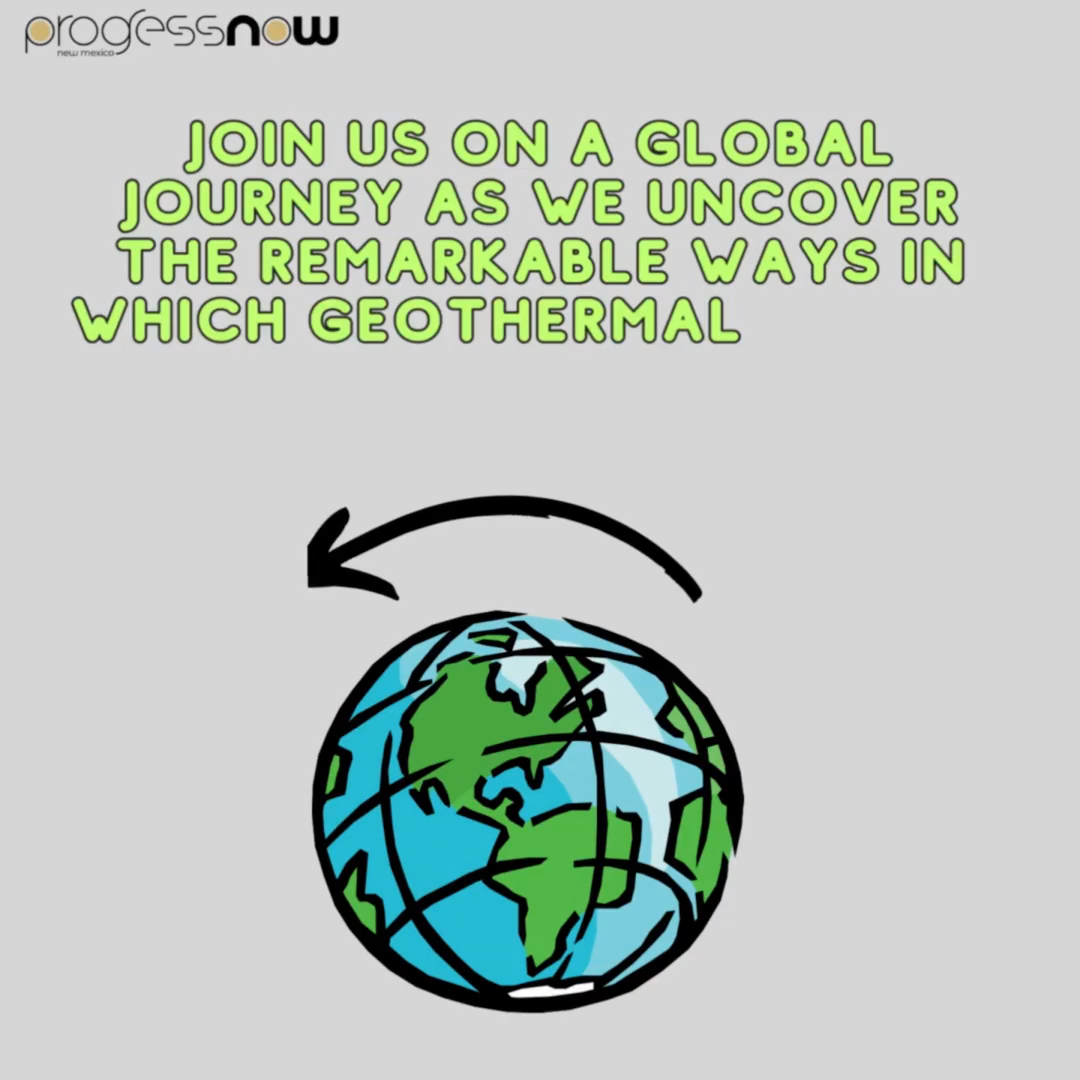 progressnow
new mexico
JOIN US ON A GLOBAL
JOURNEY AS WE UNCOVER
THE REMARKABLE WAYS IN
WHICH GEOTHERMAL